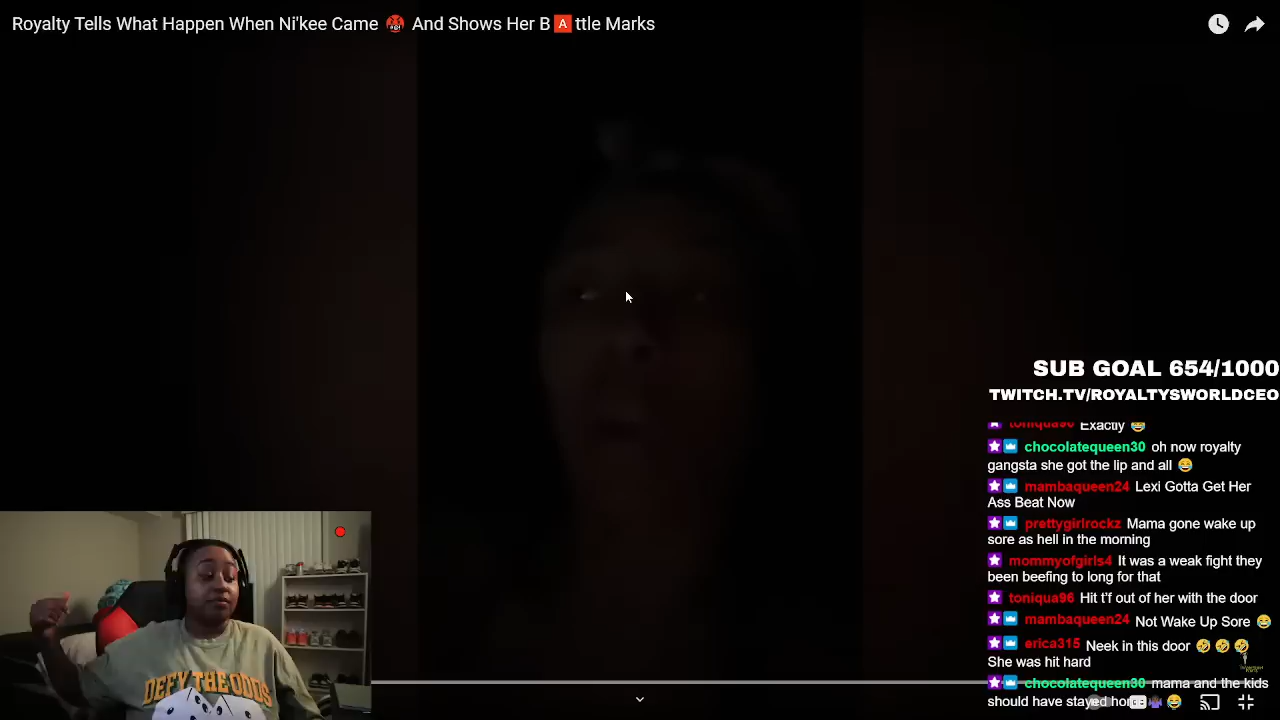 Royalty Tells What Happen When Ni'kee Came 🤬 And Shows Her B🅰️ttle Marks
SUB GOAL 654/1000
TWITCH.TV/ROYALTYSWORLDCEO
toniqua96 Exactly 😂
chocolatequeen30 oh now royalty
gangsta she got the lip and all 😂
mambaqueen24 Lexi Gotta Get Her
Ass Beat Now
prettygirlrockz Mama gone wake up
sore as hell in the morning
mommyofgirls4 It was a weak fight they
been beefing to long for that
toniqua96 Hit t'f out of her with the door
mambaqueen24 Not Wake Up Sore 😂
erica315 Neek in this door 🤣🤣🤣
She was hit hard
chocolatequeen30 mama and the kids
should have stayed
DEFY THE ODDS